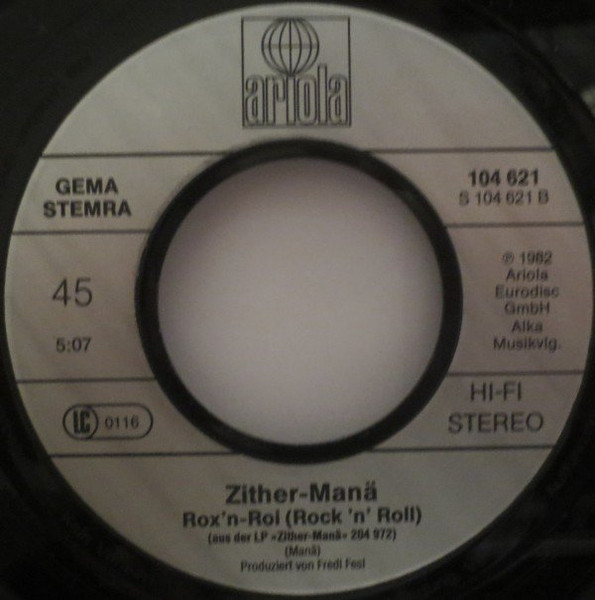 ariola
GEMA
STEMRA
104 621
S 104 621 B
45
5:07
℗ 1982
Ariola
Eurodisc
GmbH
Alka
Musikvlg.
LC 0116
HI-FI
STEREO
Zither-Manä
Rox'n-Roi (Rock 'n' Roll)
(aus der LP »Zither-Manä« 204 972)
(Manä)
Produziert von Fredl Fesl